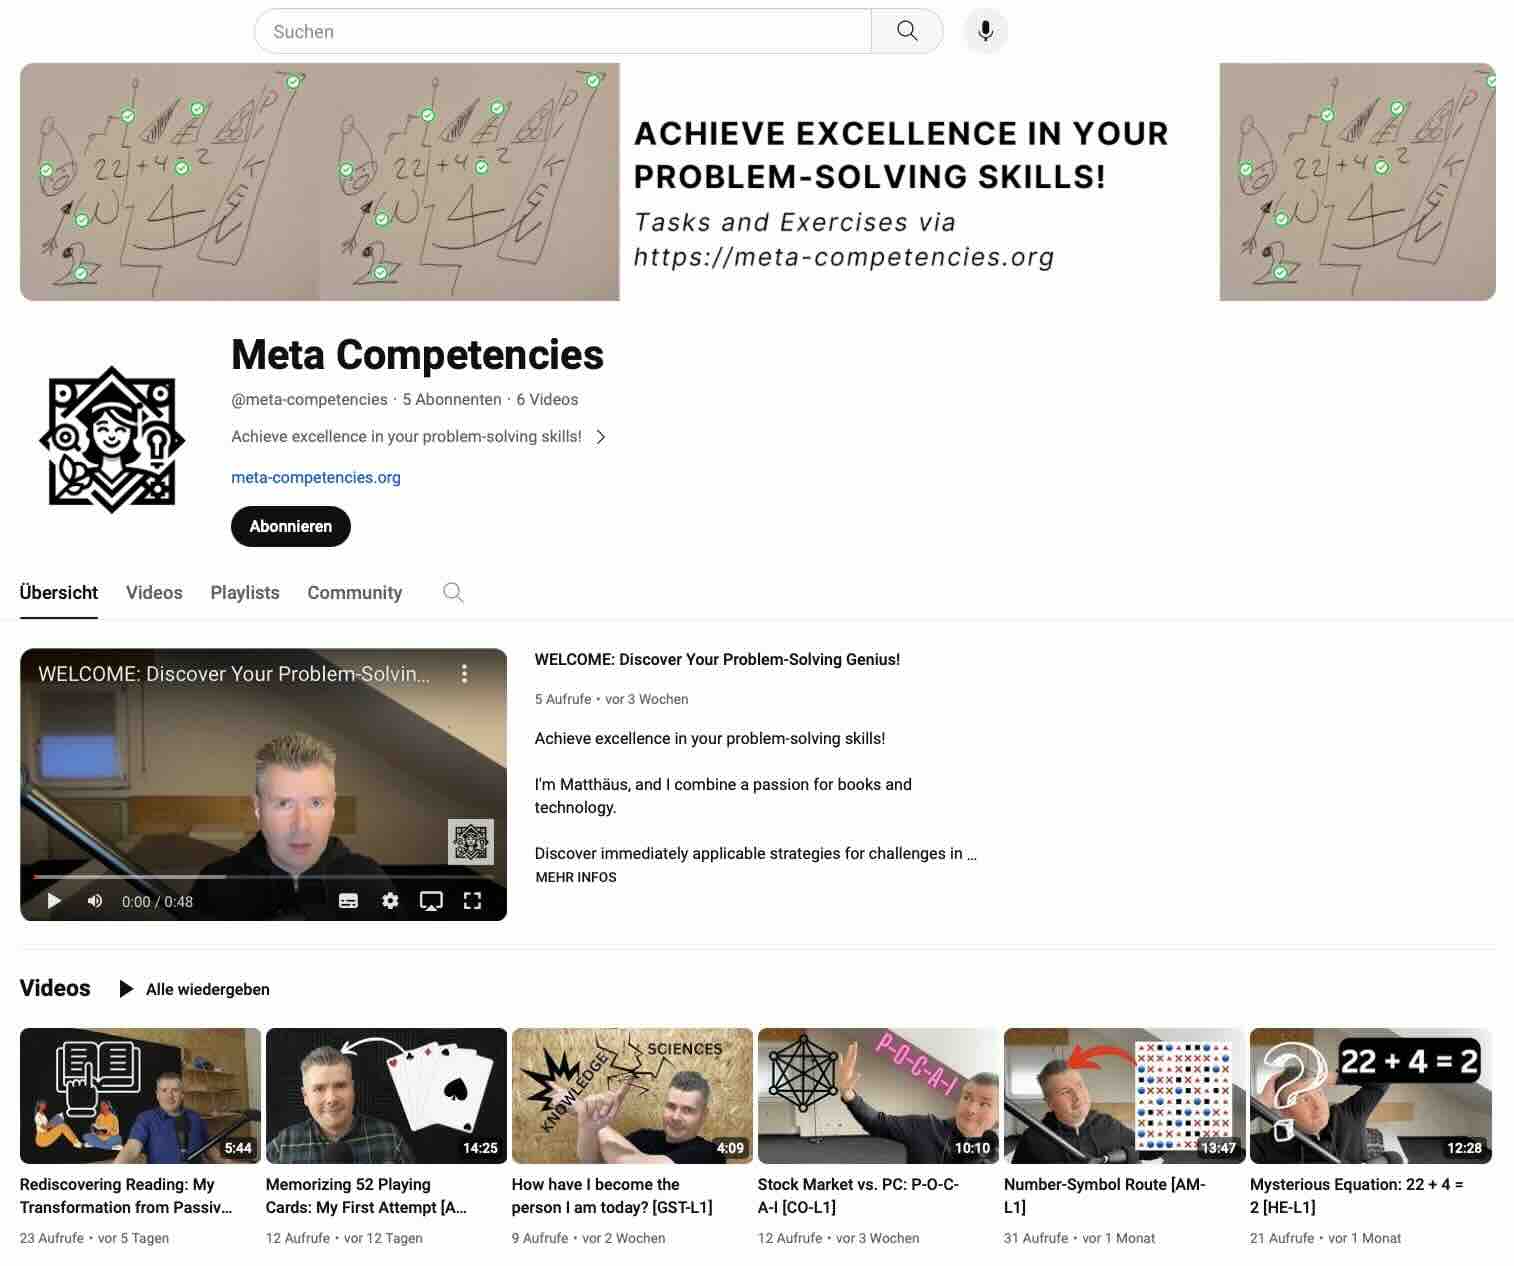 Suchen
22 + 4 = 2
22 + 4 = 2
ACHIEVE EXCELLENCE IN YOUR
PROBLEM-SOLVING SKILLS!
Tasks and Exercises via
https://meta-competencies.org
22 + 4 = 2
Meta Competencies
@meta-competencies · 5 Abonnenten · 6 Videos
Achieve excellence in your problem-solving skills!
meta-competencies.org
Abonnieren
Übersicht Videos Playlists Community
WELCOME: Discover Your Problem-Solvin...
0:00 / 0:48
WELCOME: Discover Your Problem-Solving Genius!
5 Aufrufe • vor 3 Wochen
Achieve excellence in your problem-solving skills!
I'm Matthäus, and I combine a passion for books and
technology.
Discover immediately applicable strategies for challenges in ...
MEHR INFOS
Videos Alle wiedergeben
5:44
14:25
KNOWLEDGE
SCIENCES
4:09
P-O-C-A-I
10:10
13:47
22 + 4 = 2
12:28
Rediscovering Reading: My
Transformation from Passiv...
23 Aufrufe • vor 5 Tagen
Memorizing 52 Playing
Cards: My First Attempt [A...
12 Aufrufe • vor 12 Tagen
How have I become the
person I am today? [GST-L1]
9 Aufrufe • vor 2 Wochen
Stock Market vs. PC: P-O-C-
A-I [CO-L1]
12 Aufrufe • vor 3 Wochen
Number-Symbol Route [AM-
L1]
31 Aufrufe • vor 1 Monat
Mysterious Equation: 22 + 4 =
2 [HE-L1]
21 Aufrufe • vor 1 Monat